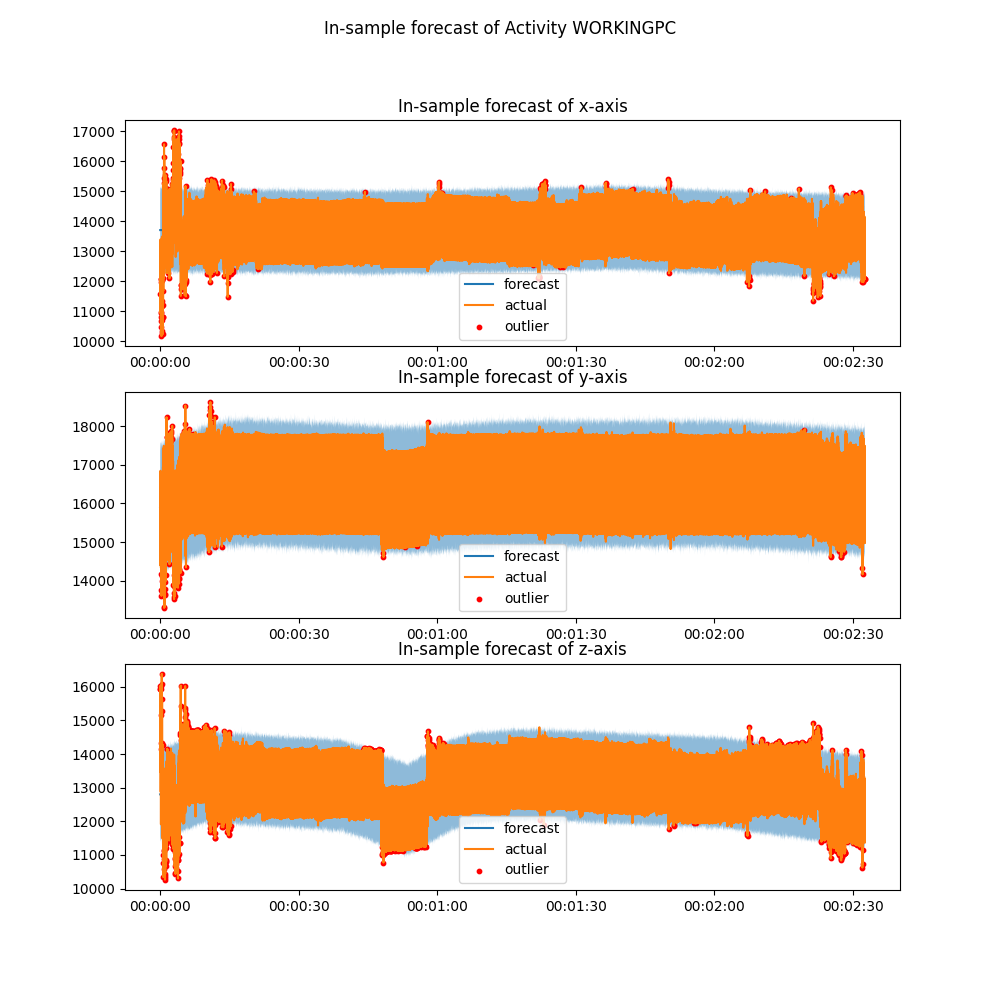 In-sample forecast of Activity WORKINGPC
In-sample forecast of x-axis
17000
16000
15000
14000
13000
12000
11000
10000
forecast
actual
outlier
00:00:00 00:00:30 00:01:00 00:01:30 00:02:00 00:02:30
In-sample forecast of y-axis
18000
17000
16000
15000
14000
forecast
actual
outlier
00:00:00 00:00:30 00:01:00 00:01:30 00:02:00 00:02:30
In-sample forecast of z-axis
16000
15000
14000
13000
12000
11000
10000
forecast
actual
outlier
00:00:00 00:00:30 00:01:00 00:01:30 00:02:00 00:02:30